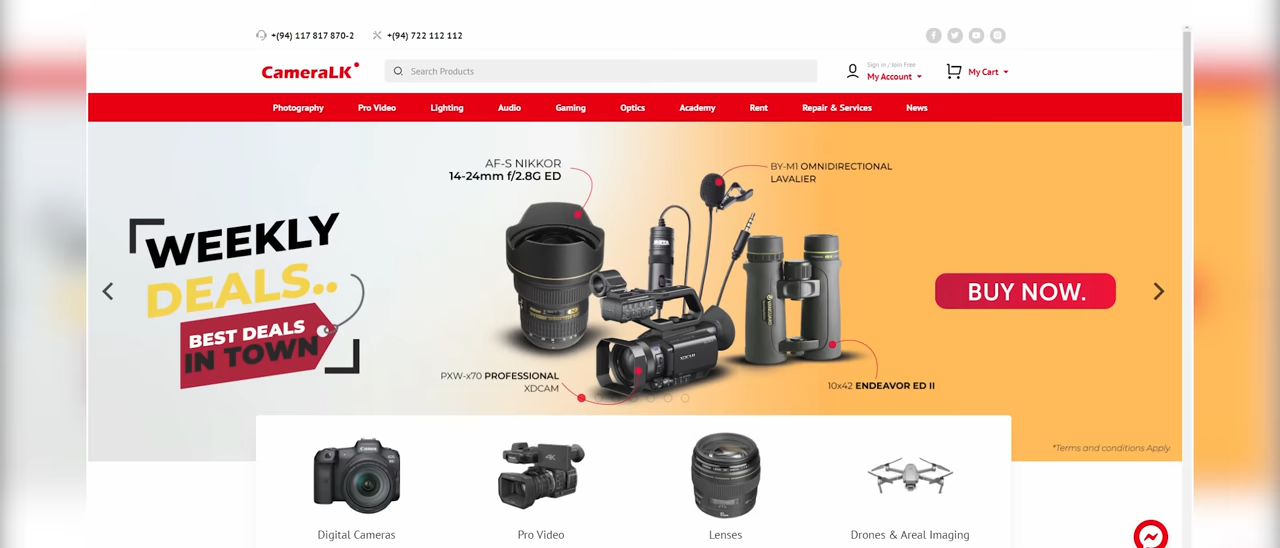 +(94) 117 817 870-2
+(94) 722 112 112
CameraLK
Search Products
Sign in / Join Free
My Account
My Cart
Photography
Pro Video
Lighting
Audio
Gaming
Optics
Academy
Rent
Repair & Services
News
AF-S NIKKOR
14-24mm f/2.8G ED
BY-M1 OMNIDIRECTIONAL
LAVALIER
WEEKLY
DEALS..
BEST DEALS
IN TOWN
BUY NOW.
PXW-x70 PROFESSIONAL
XDCAM
10x42 ENDEAVOR ED II
*Terms and conditions Apply.
XDCAM
4K
Canon
Digital Cameras
Pro Video
Lenses
Drones & Areal Imaging